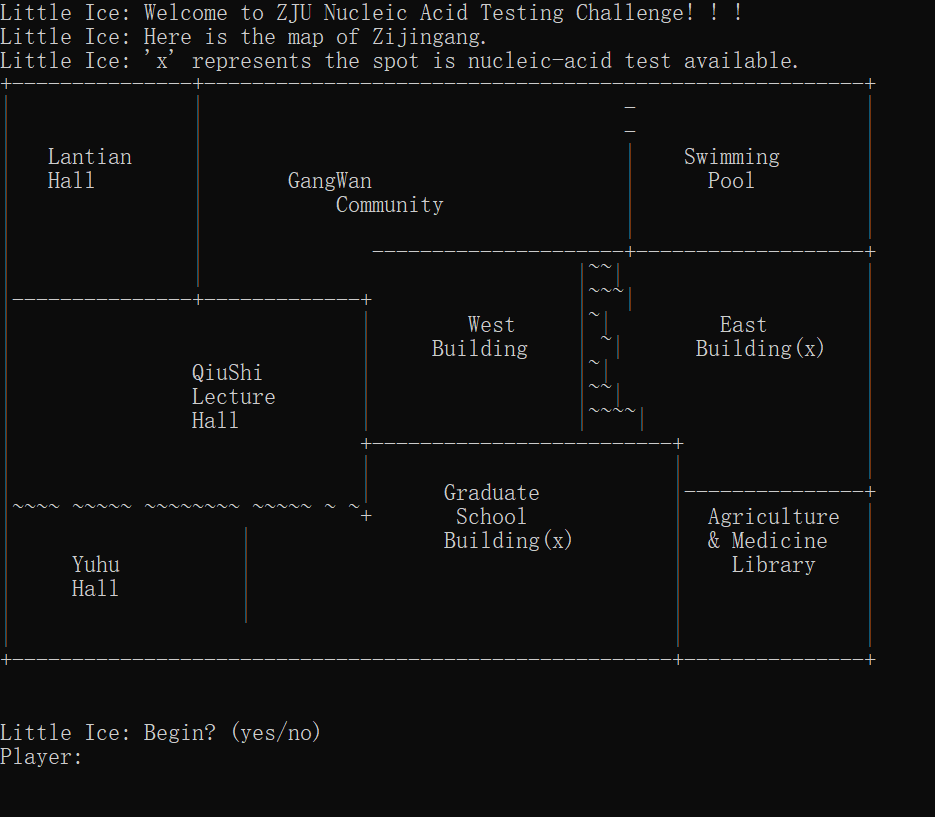 Little Ice: Welcome to ZJU Nucleic Acid Testing Challenge! ! !
Little Ice: Here is the map of Zijingang.
Little Ice: 'x' represents the spot is nucleic-acid test available.
Lantian
Hall
GangWan
Community
Swimming
Pool
West
Building
East
Building(x)
QiuShi
Lecture
Hall
Graduate
School
Building(x)
Agriculture
& Medicine
Library
Yuhu
Hall
Little Ice: Begin? (yes/no)
Player: